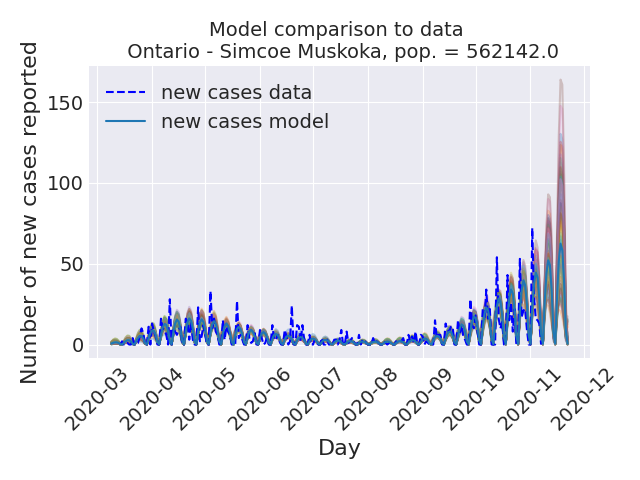 Model comparison to data
Ontario - Simcoe Muskoka, pop. = 562142.0
Number of new cases reported
150
100
50
0
new cases data
new cases model
2020-03
2020-04
2020-05
2020-06
2020-07
2020-08
2020-09
2020-10
2020-11
2020-12
Day